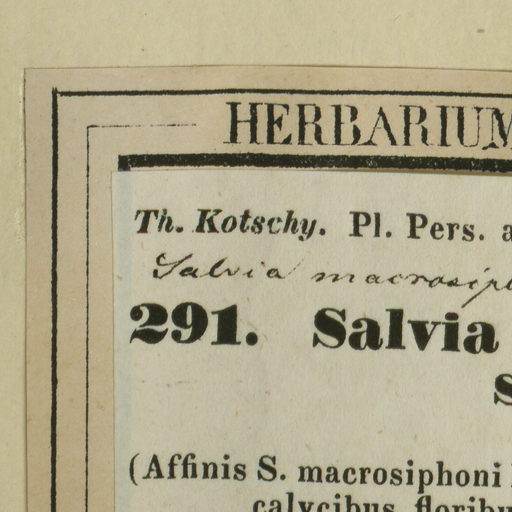 HERBARIUM
Th. Kotschy. Pl. Pers. a
Salvia macrosip
291. Salvia
s
(Affinis S. macrosiphoni
calycibus floribu